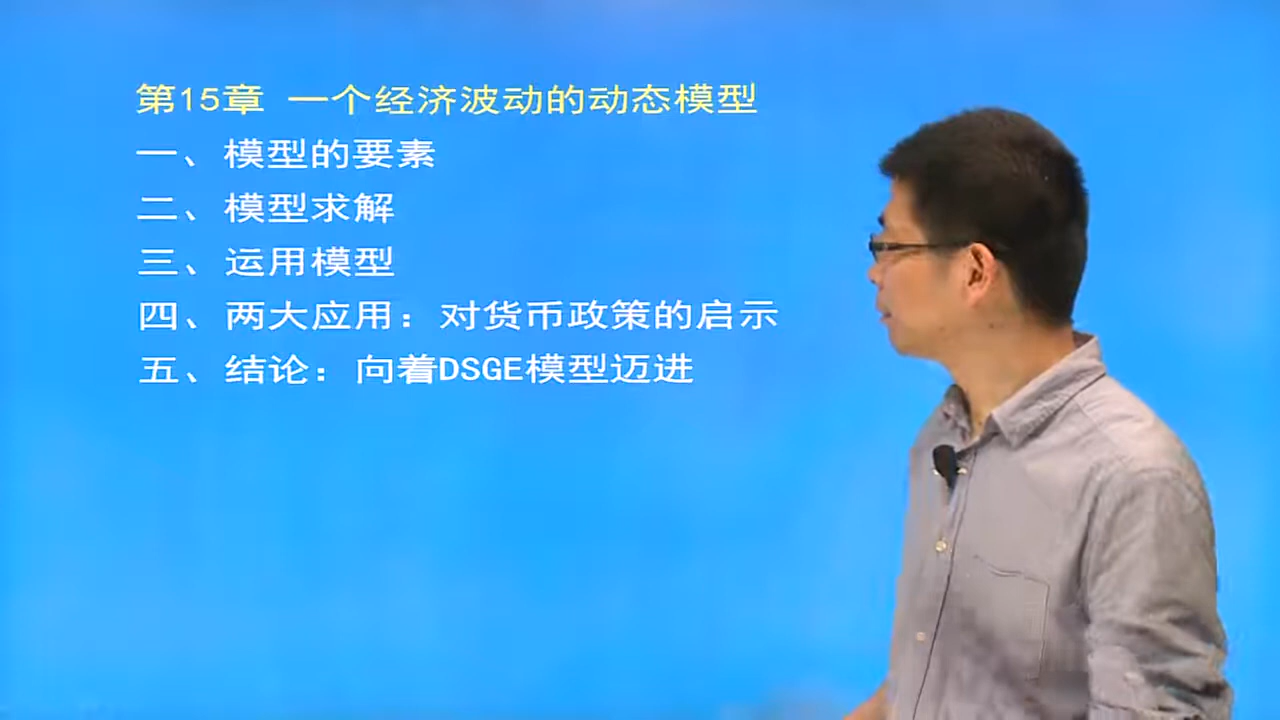 第15章 一个经济波动的动态模型
一、模型的要素
二、模型求解
三、运用模型
四、两大应用：对货币政策的启示
五、结论：向着DSGE模型迈进